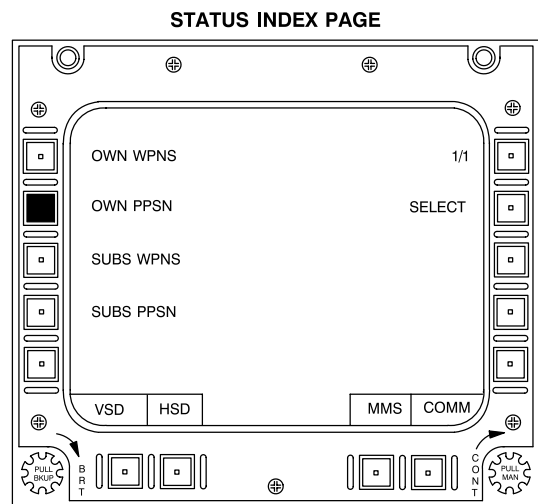 STATUS INDEX PAGE
OWN WPNS 1/1
OWN PPSN SELECT
SUBS WPNS
SUBS PPSN
VSD HSD MMS COMM
PULL BKUP
BRT
CONT
PULL MAN